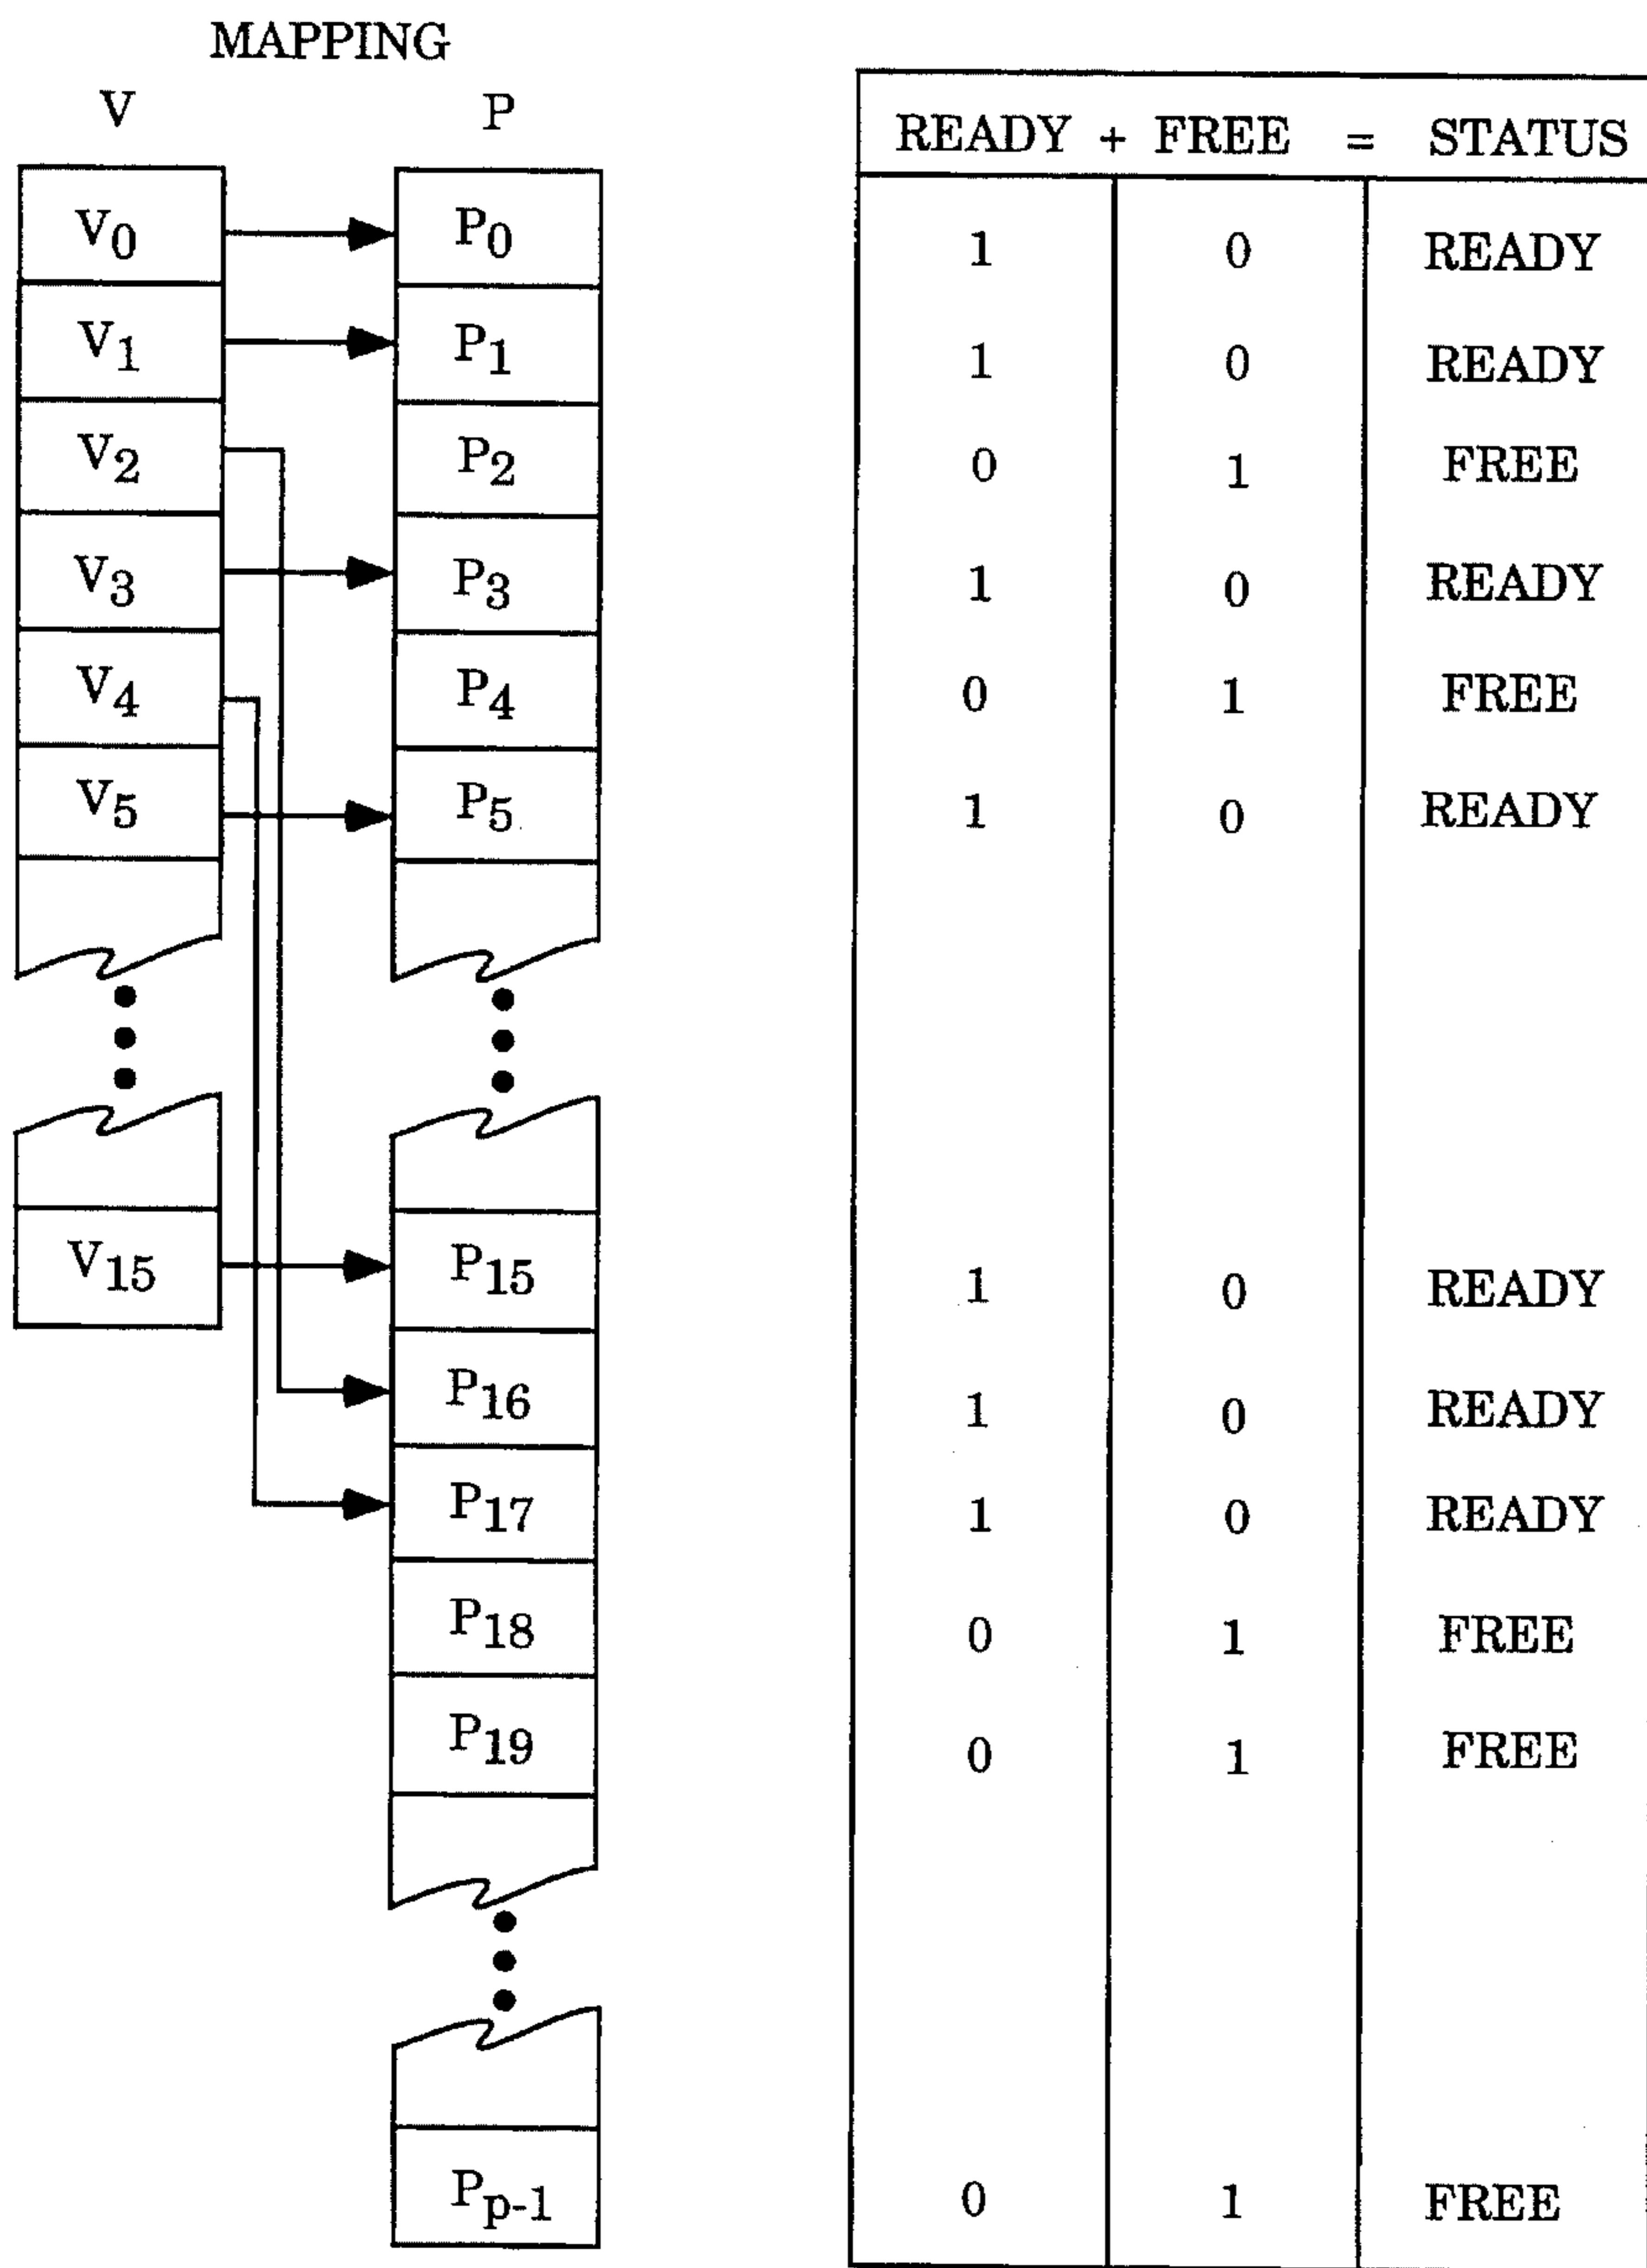 MAPPING
V P
READY + FREE = STATUS
V0 P0 1 0 READY
V1 P1 1 0 READY
V2 P2 0 1 FREE
V3 P3 1 0 READY
V4 P4 0 1 FREE
V5 P5 1 0 READY
V15 P15 1 0 READY
P16 1 0 READY
P17 1 0 READY
P18 0 1 FREE
P19 0 1 FREE
Pp-1 0 1 FREE